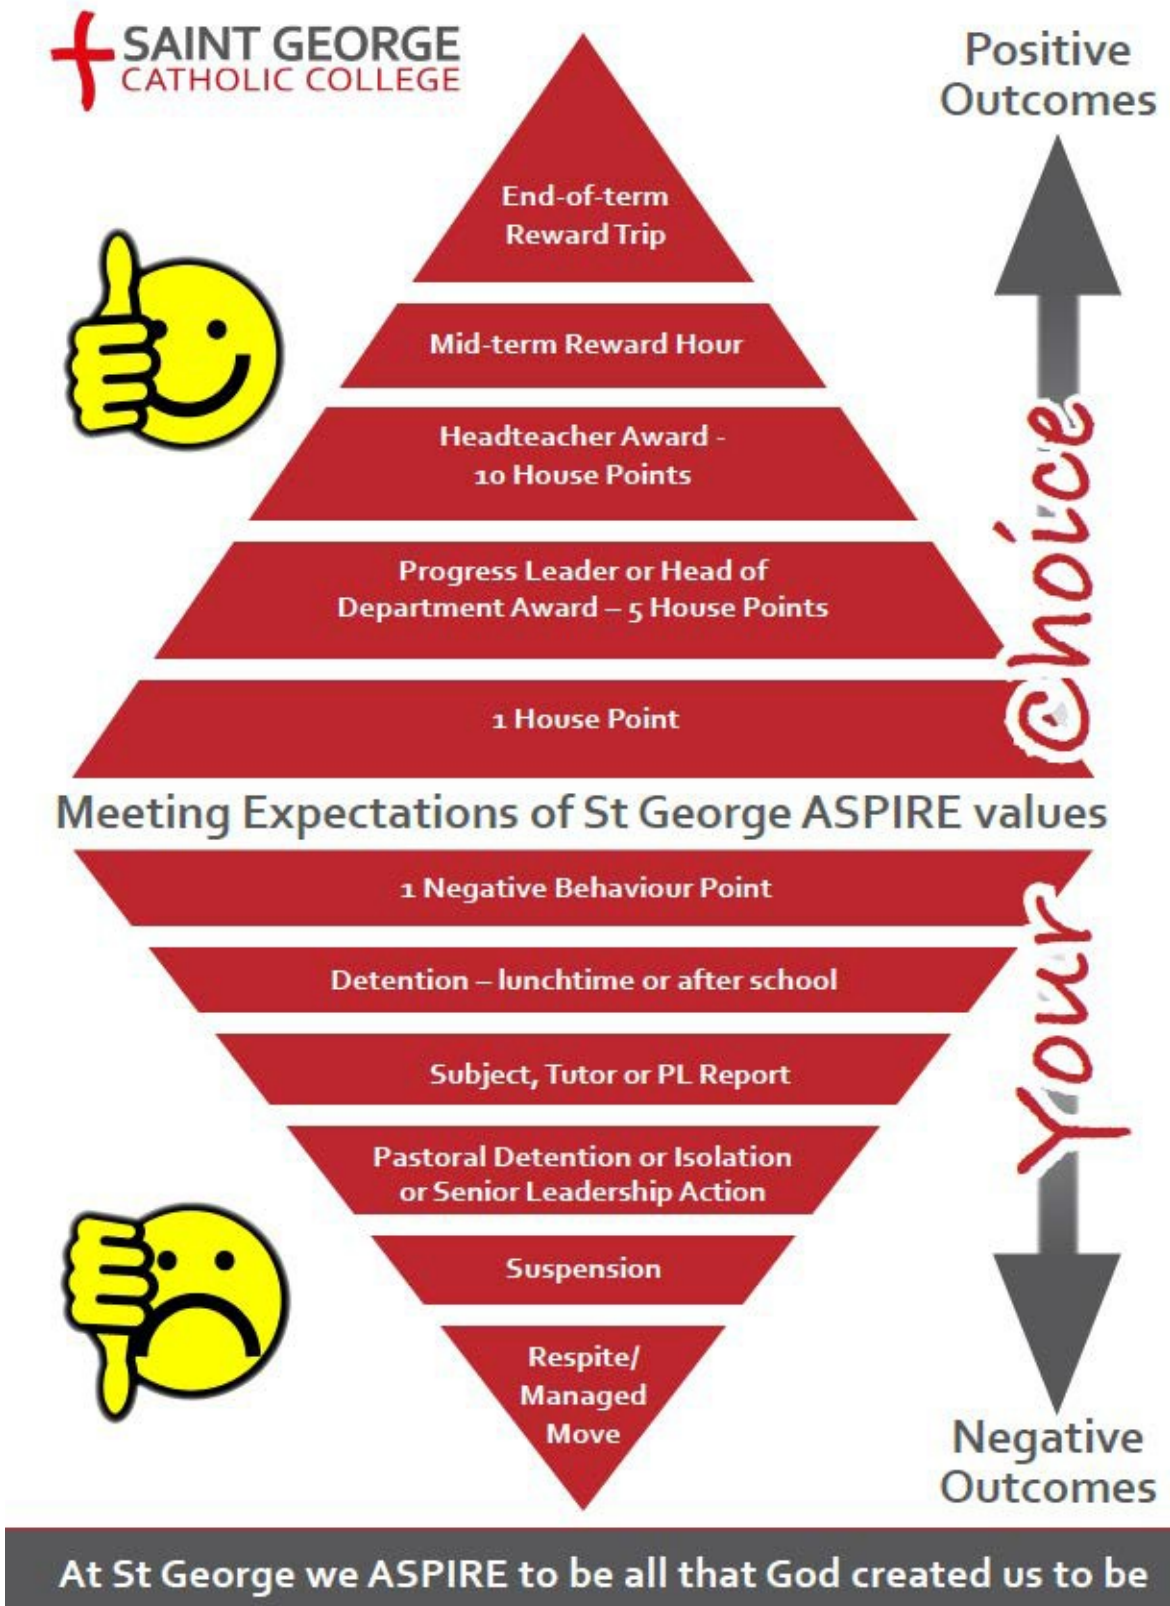 SAINT GEORGE
CATHOLIC COLLEGE
Positive
Outcomes
End-of-term
Reward Trip
Mid-term Reward Hour
Headteacher Award -
10 House Points
Progress Leader or Head of
Department Award – 5 House Points
1 House Point
Meeting Expectations of St George ASPIRE values
1 Negative Behaviour Point
Detention – lunchtime or after school
Subject, Tutor or PL Report
Pastoral Detention or Isolation
or Senior Leadership Action
Suspension
Respite/
Managed
Move
Your Choice
Negative
Outcomes
At St George we ASPIRE to be all that God created us to be